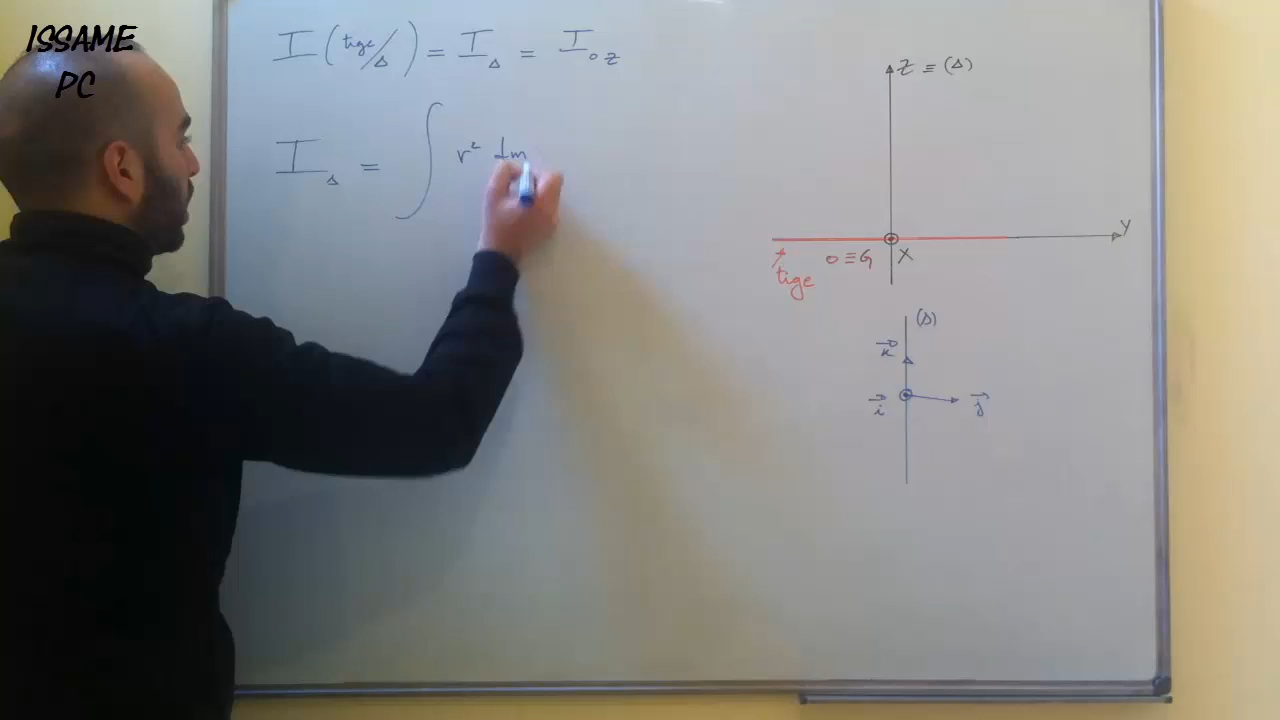 ISSAME
PC
I(tige/Δ) = I_Δ = I_oz
I_Δ = ∫ r² dm
Z ≡ (Δ)
Y
o ≡ G
X
tige
(Δ)
k⃗
i⃗
j⃗